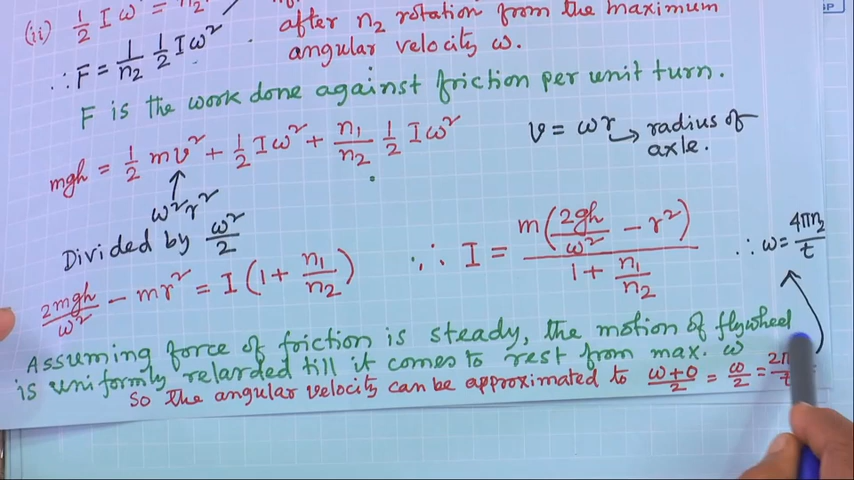 (ii) 1/2 Iω² = n₂
after n₂ rotation from the maximum
angular velocity ω.
∴ F = 1/n₂ 1/2 Iω²
F is the work done against friction per unit turn.
mgh = 1/2 mv² + 1/2 Iω² + n₁/n₂ 1/2 Iω²
v = ωr → radius of
axle.
ω²r²
Divided by ω²/2
2mgh/ω² - mr² = I (1 + n₁/n₂)
∵ I = m(2gh/ω² - r²) / 1 + n₁/n₂
∴ ω = 4πn₂/t
Assuming force of friction is steady, the motion of flywheel
is uniformly relarded till it comes to rest from max. ω
So the angular velocity can be approximated to ω+0/2 = ω/2 =